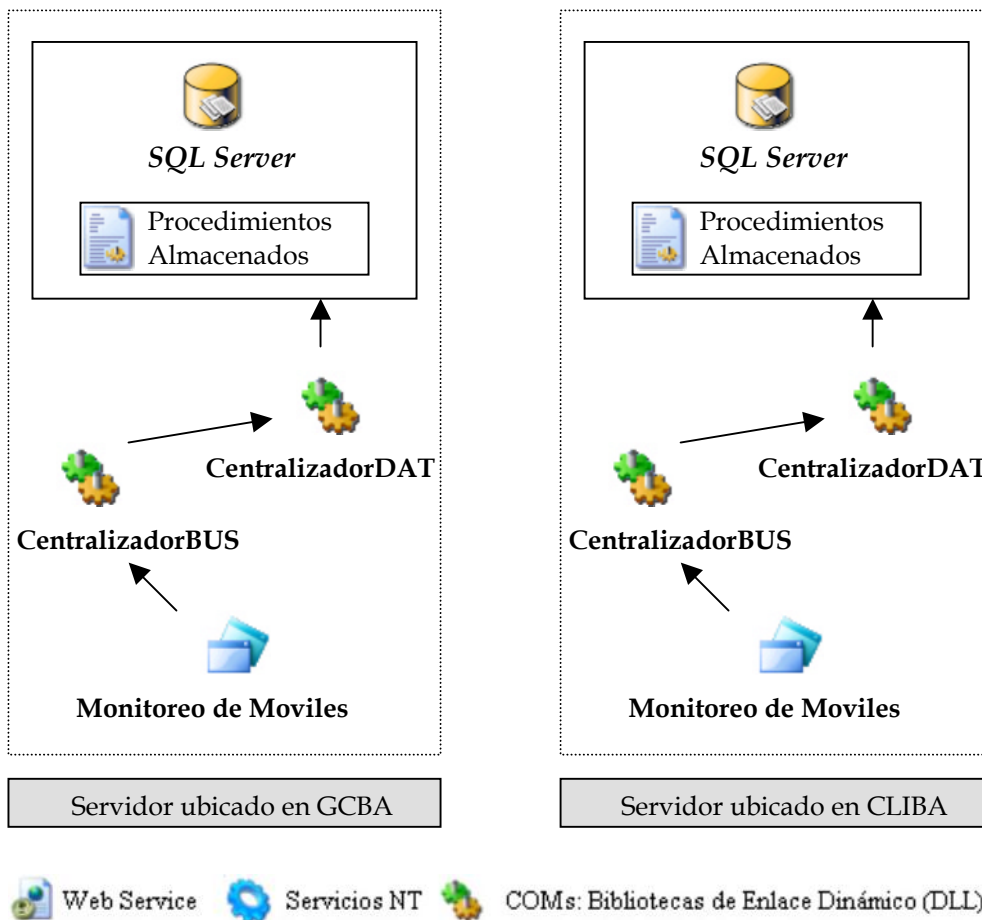 SQL Server
Procedimientos
Almacenados
CentralizadorDAT
CentralizadorBUS
Monitoreo de Moviles
Servidor ubicado en GCBA
SQL Server
Procedimientos
Almacenados
CentralizadorDAT
CentralizadorBUS
Monitoreo de Moviles
Servidor ubicado en CLIBA
Web Service
Servicios NT
COMs: Bibliotecas de Enlace Dinámico (DLL)